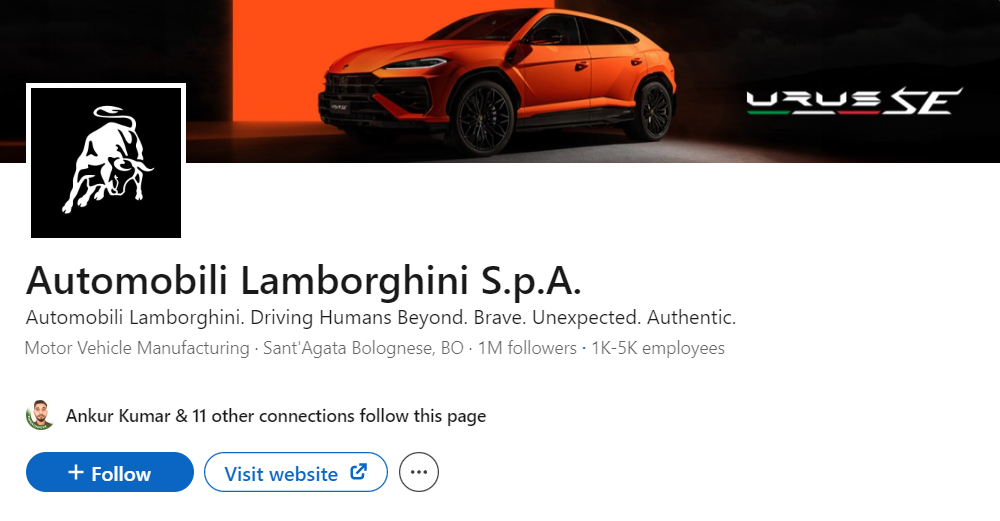 URUS SE
Automobili Lamborghini S.p.A.
Automobili Lamborghini. Driving Humans Beyond. Brave. Unexpected. Authentic.
Motor Vehicle Manufacturing · Sant'Agata Bolognese, BO · 1M followers · 1K-5K employees
Ankur Kumar & 11 other connections follow this page
+ Follow
Visit website